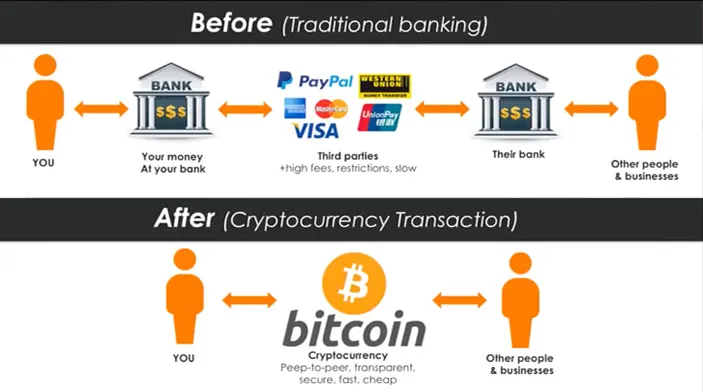 Before (Traditional banking)
BANK
$$$
PayPal
WESTERN
UNION
MONEY TRANSFER
AMERICAN
EXPRESS
MasterCard
VISA
UnionPay
银联
BANK
$$$
YOU
Your money
At your bank
Third parties
+high fees, restrictions, slow
Their bank
Other people
& businesses
After (Cryptocurrency Transaction)
bitcoin
YOU
Cryptocurrency
Peep-to-peer, transparent,
secure, fast, cheap
Other people
& businesses